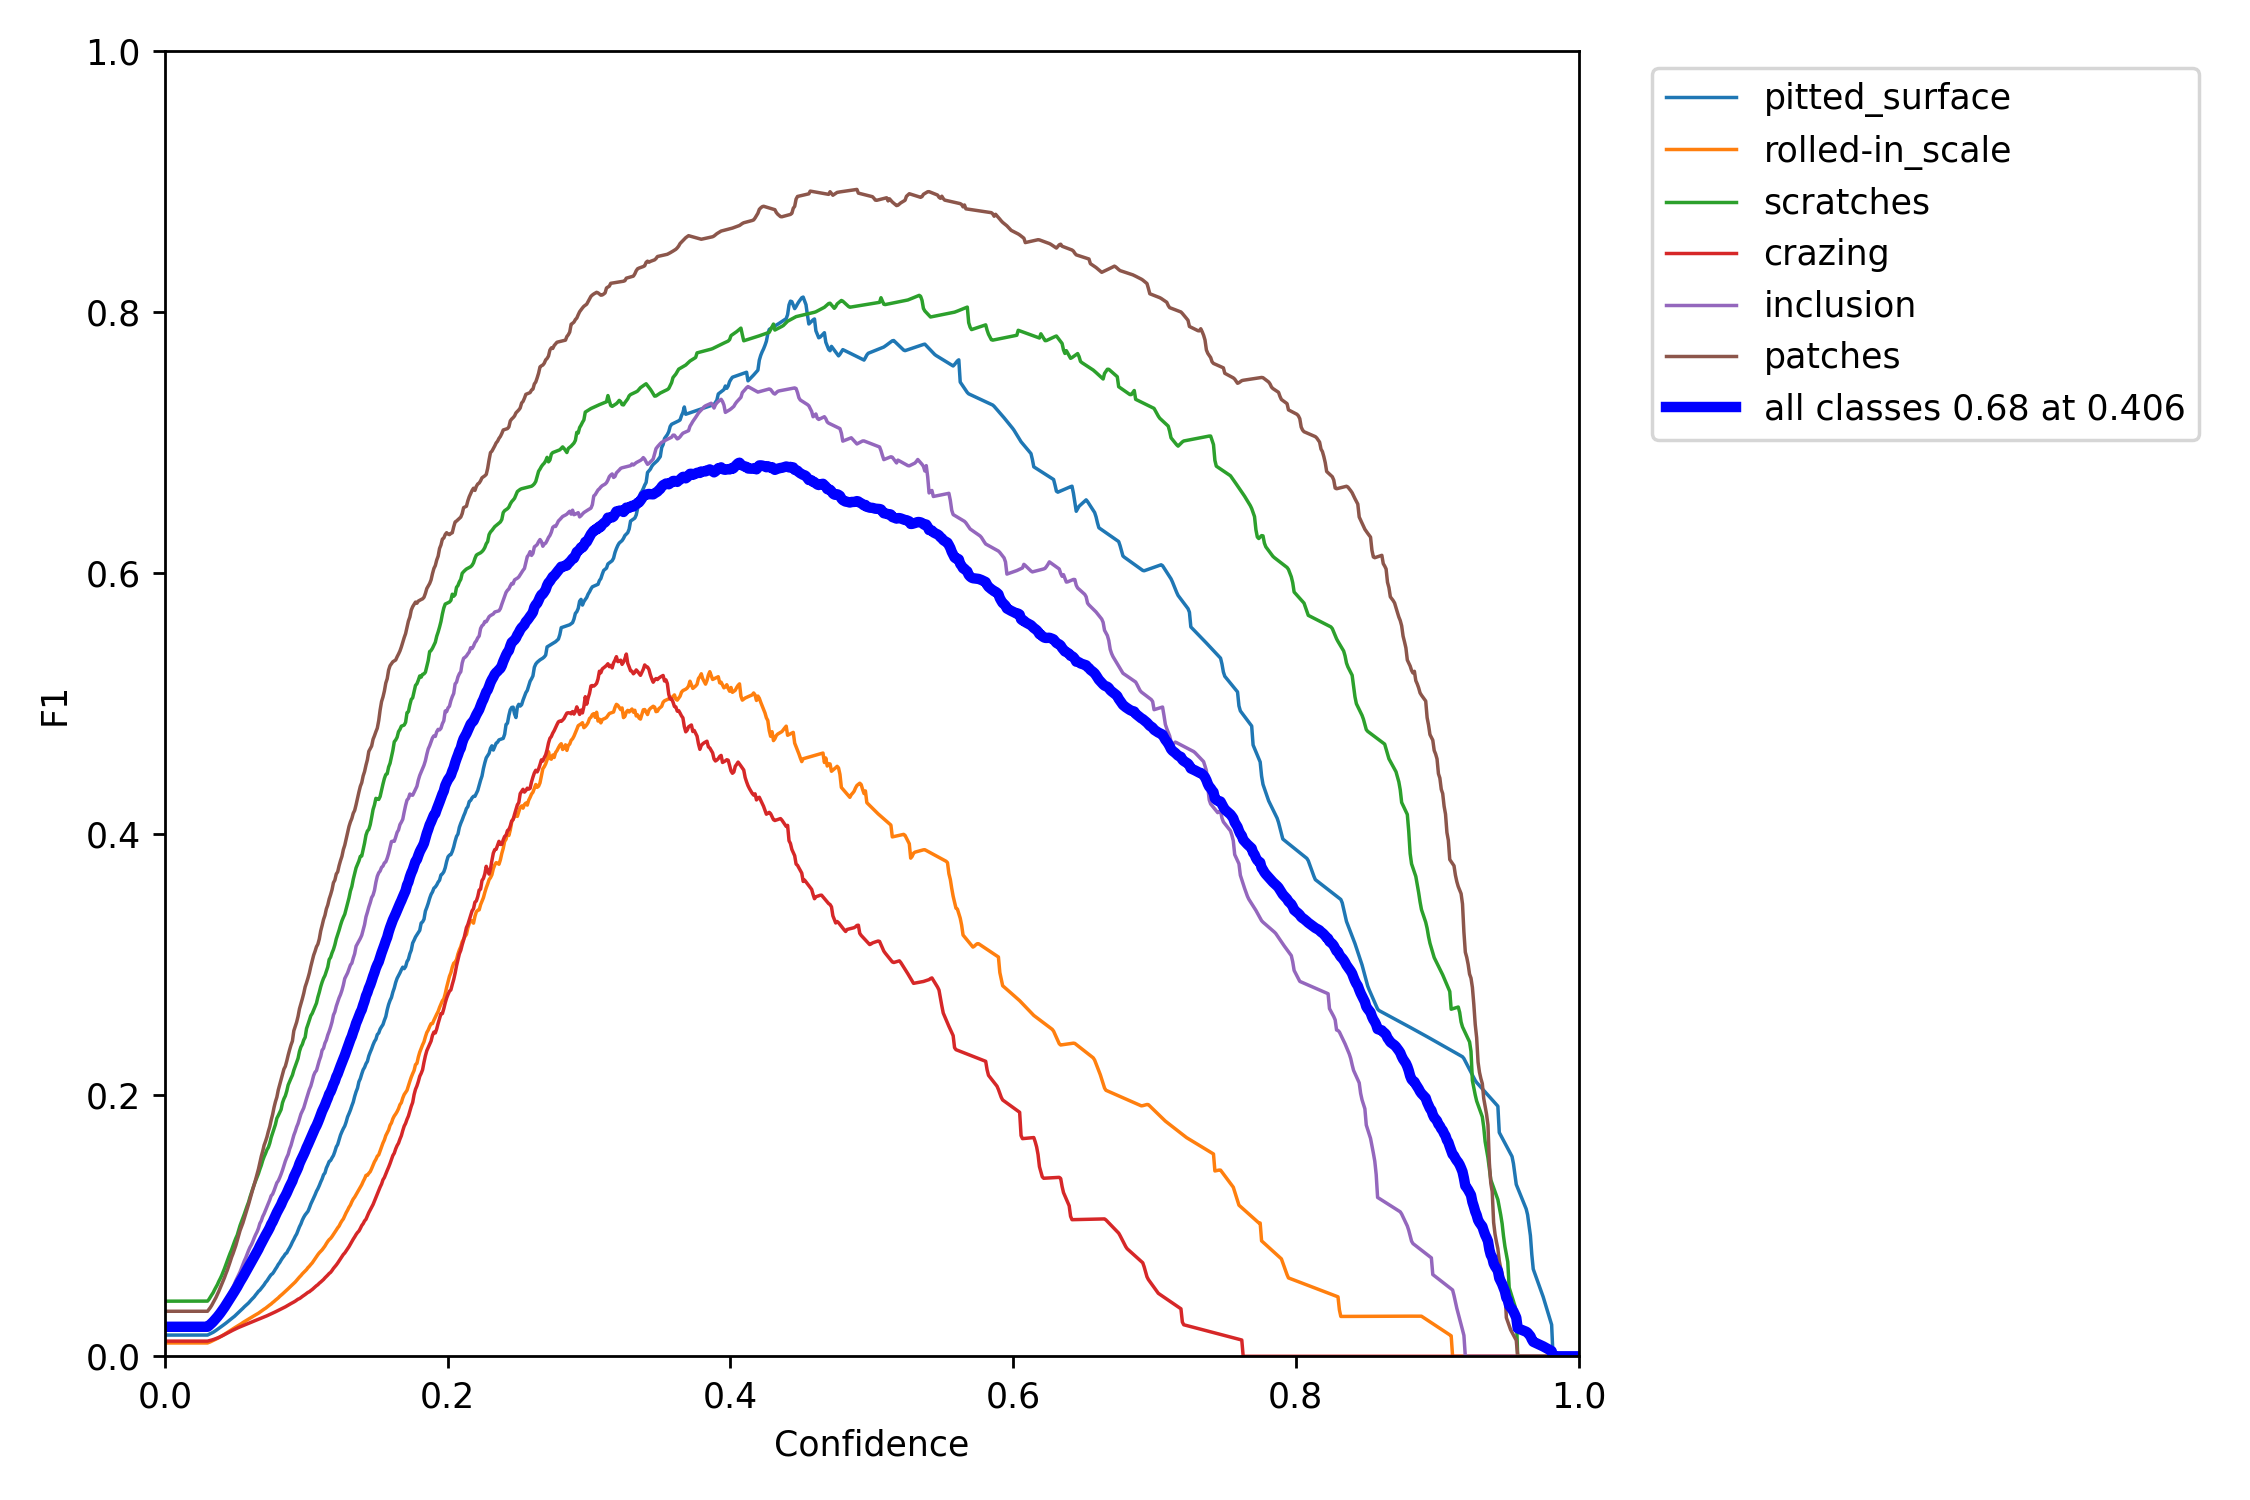 1.0
0.8
0.6
0.4
0.2
0.0
F1
0.0 0.2 0.4 0.6 0.8 1.0
Confidence
pitted_surface
rolled-in_scale
scratches
crazing
inclusion
patches
all classes 0.68 at 0.406